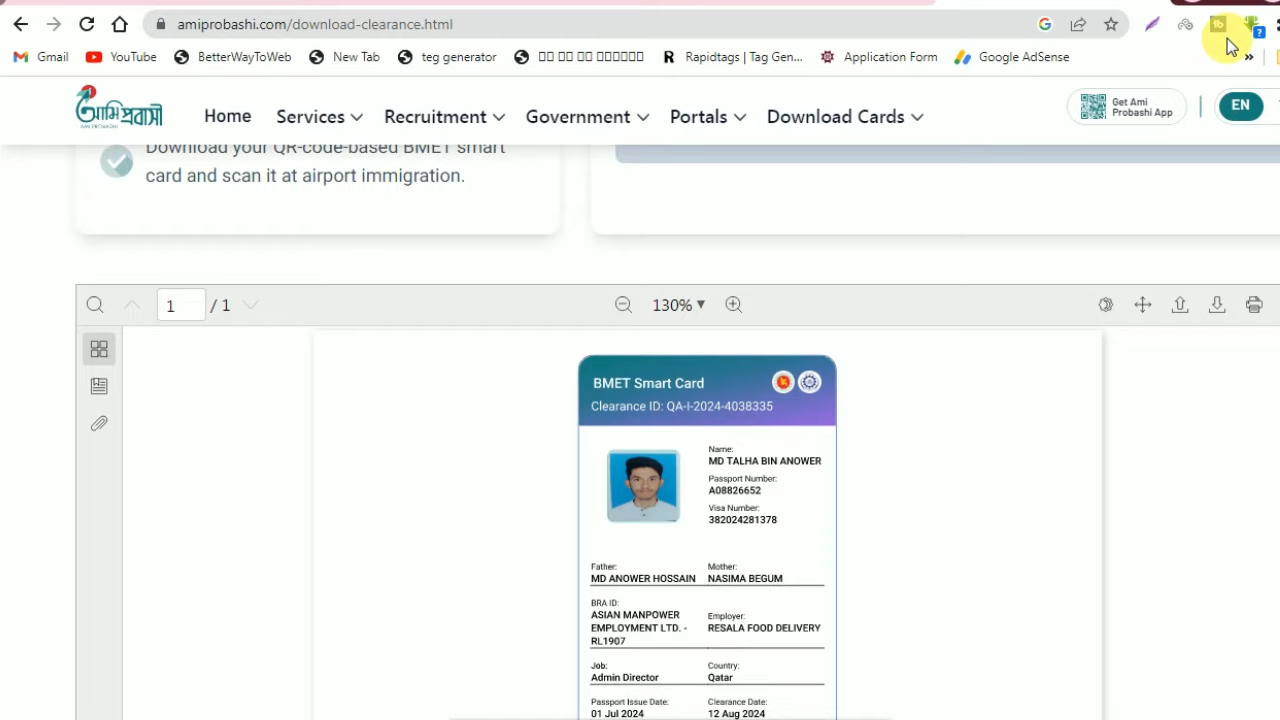 amiprobashi.com/download-clearance.html
Gmail YouTube BetterWayToWeb New Tab teg generator Rapidtags | Tag Gen... Application Form Google AdSense »
আমি প্রবাসী
AMI PROBASHI
Home Services Recruitment Government Portals Download Cards
Get Ami
Probashi App
EN
Download your QR-code-based BMET smart
card and scan it at airport immigration.
1 / 1 130%
BMET Smart Card
Clearance ID: QA-I-2024-4038335
Name:
MD TALHA BIN ANOWER
Passport Number:
A08826652
Visa Number:
382024281378
Father: Mother:
MD ANOWER HOSSAIN NASIMA BEGUM
BRA ID:
ASIAN MANPOWER
EMPLOYMENT LTD. -
RL1907
Employer:
RESALA FOOD DELIVERY
Job: Country:
Admin Director Qatar
Passport Issue Date: Clearance Date:
01 Jul 2024 12 Aug 2024